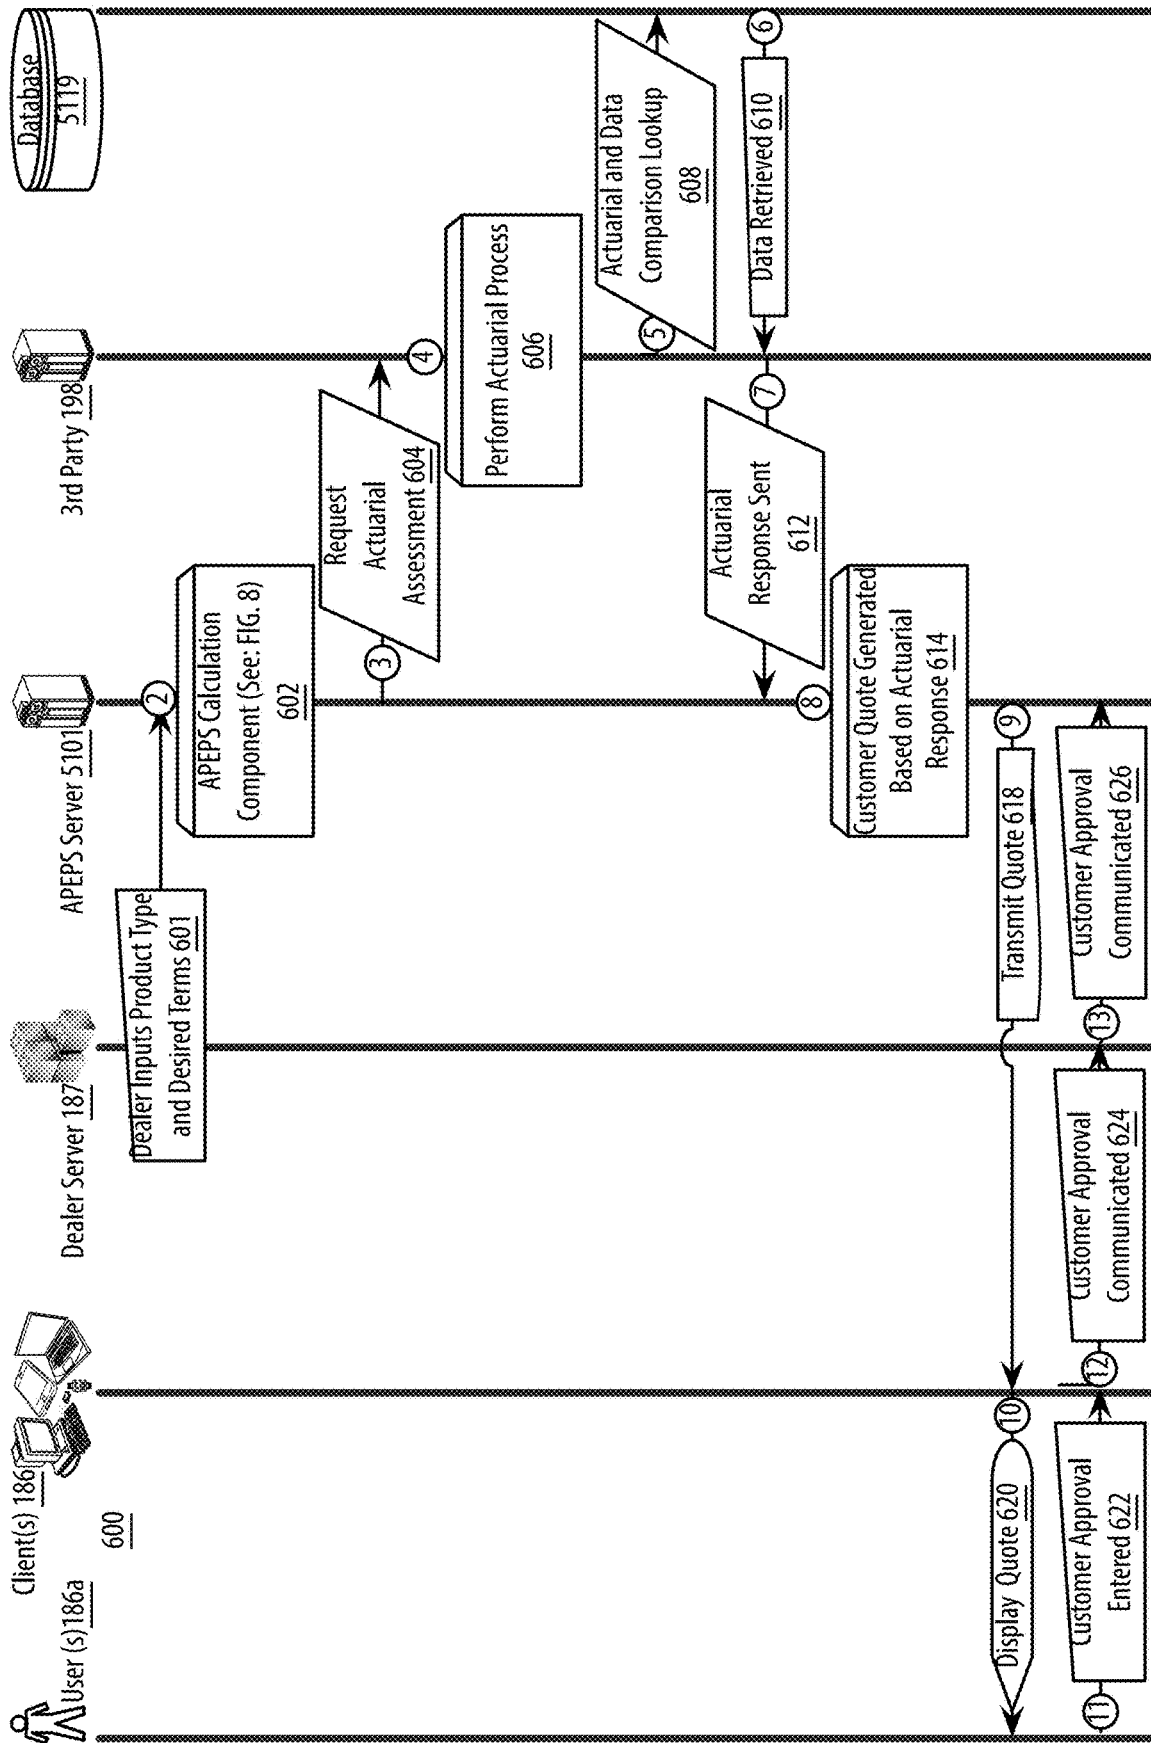 User (s)186a
Client(s) 186
Dealer Server 187
APEPS Server 5101
3rd Party 198
Database
5119
600
Dealer Inputs Product Type
and Desired Terms 601
2
APEPS Calculation
Component (See: FIG. 8)
602
3
Request
Actuarial
Assessment 604
4
Perform Actuarial Process
606
5
Actuarial and Data
Comparison Lookup
608
6
Data Retrieved 610
7
Actuarial
Response Sent
612
8
Customer Quote Generated
Based on Actuarial
Response 614
9
Transmit Quote 618
10
Display Quote 620
11
Customer Approval
Entered 622
12
Customer Approval
Communicated 624
13
Customer Approval
Communicated 626